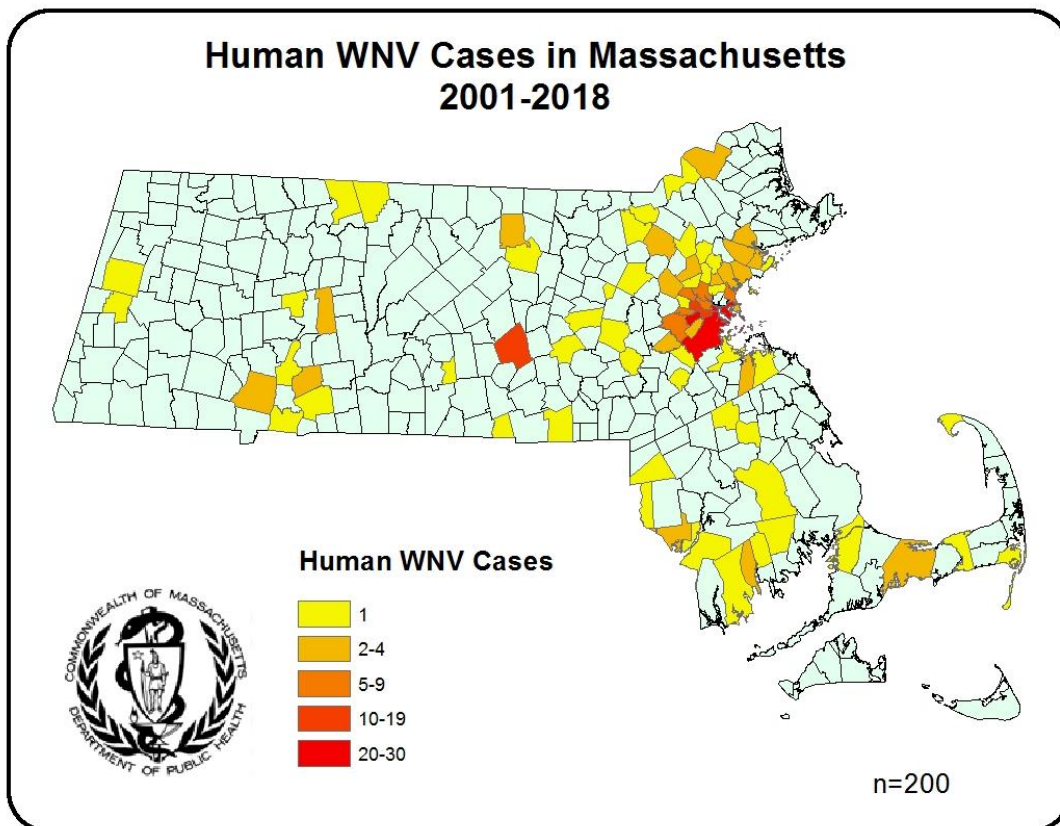 Human WNV Cases in Massachusetts
2001-2018
Human WNV Cases
1
2-4
5-9
10-19
20-30
COMMONWEALTH OF MASSACHUSETTS
DEPARTMENT OF PUBLIC HEALTH
n=200